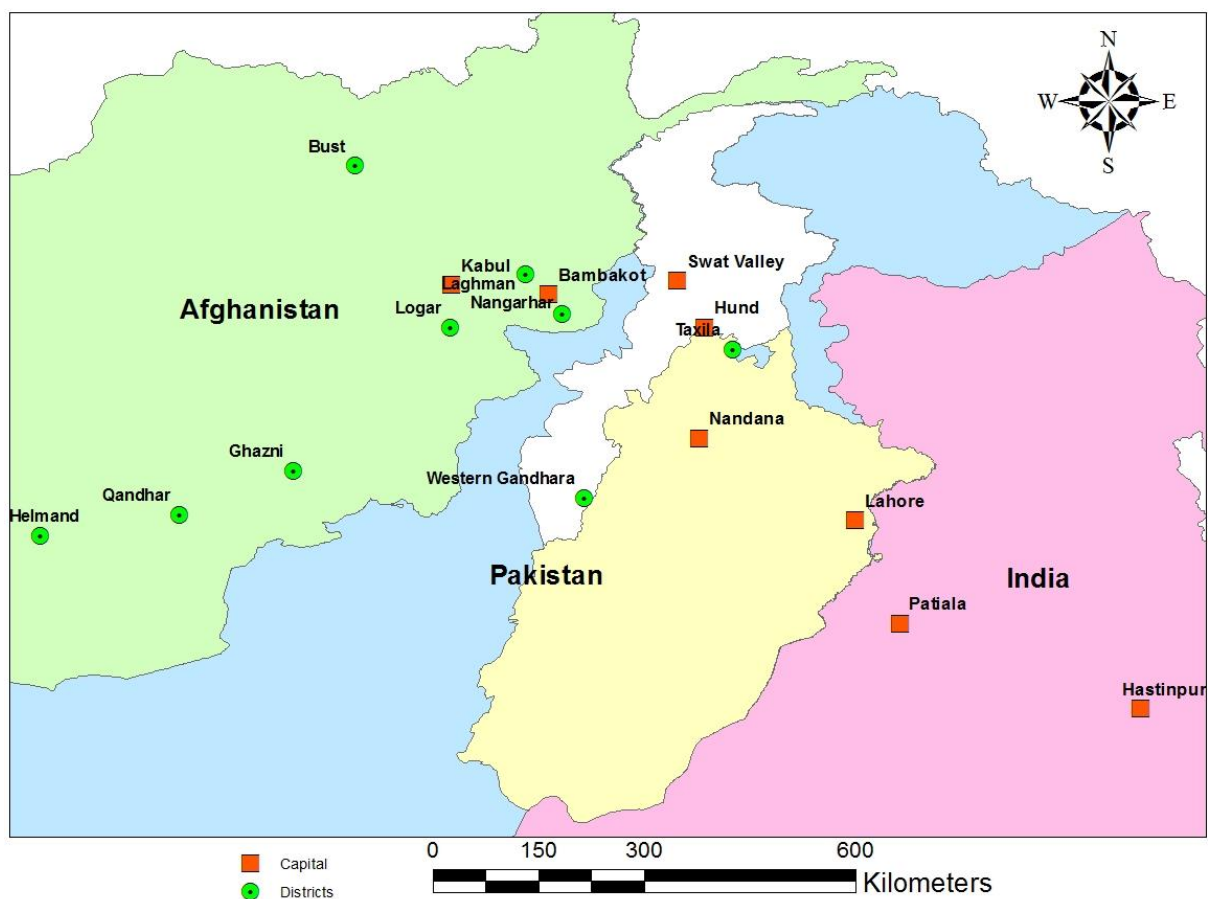 N
W E
S
Bust
Kabul
Laghman
Bambakot
Swat Valley
Afghanistan
Logar
Nangarhar
Hund
Taxila
Nandana
Ghazni
Western Gandhara
Qandhar
Helmand
Lahore
Pakistan
India
Patiala
Hastinpur
0 150 300 600
Capital
Kilometers
Districts